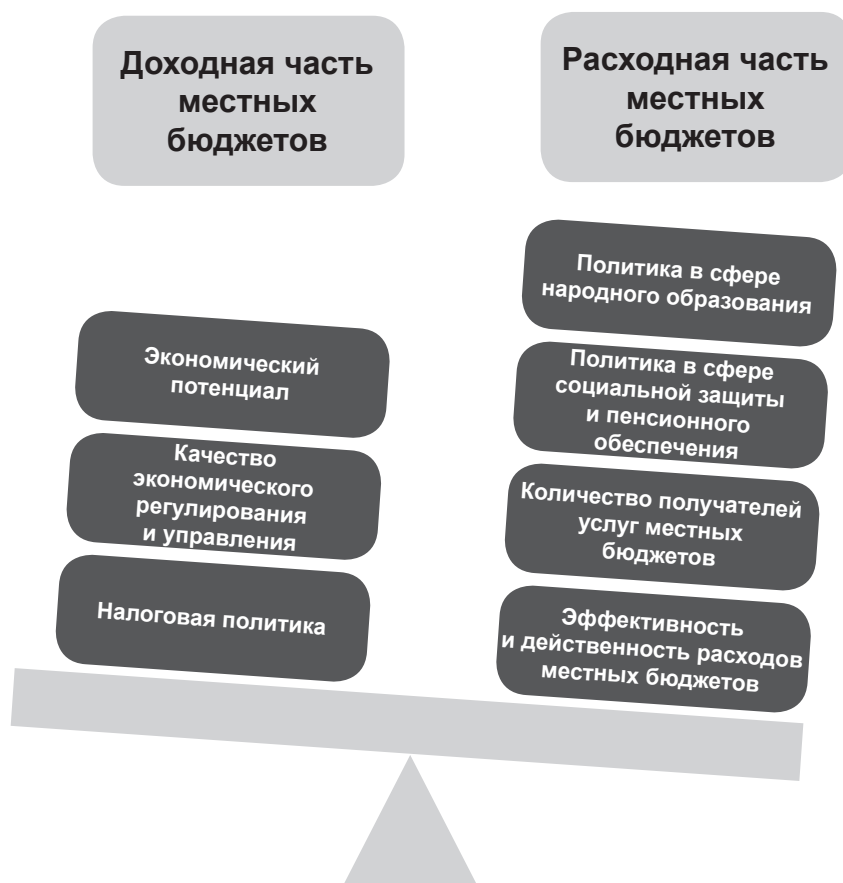 Доходная часть
местных
бюджетов
Расходная часть
местных
бюджетов
Экономический
потенциал
Качество
экономического
регулирования
и управления
Налоговая политика
Политика в сфере
народного образования
Политика в сфере
социальной защиты
и пенсионного
обеспечения
Количество получателей
услуг местных
бюджетов
Эффективность
и действенность расходов
местных бюджетов